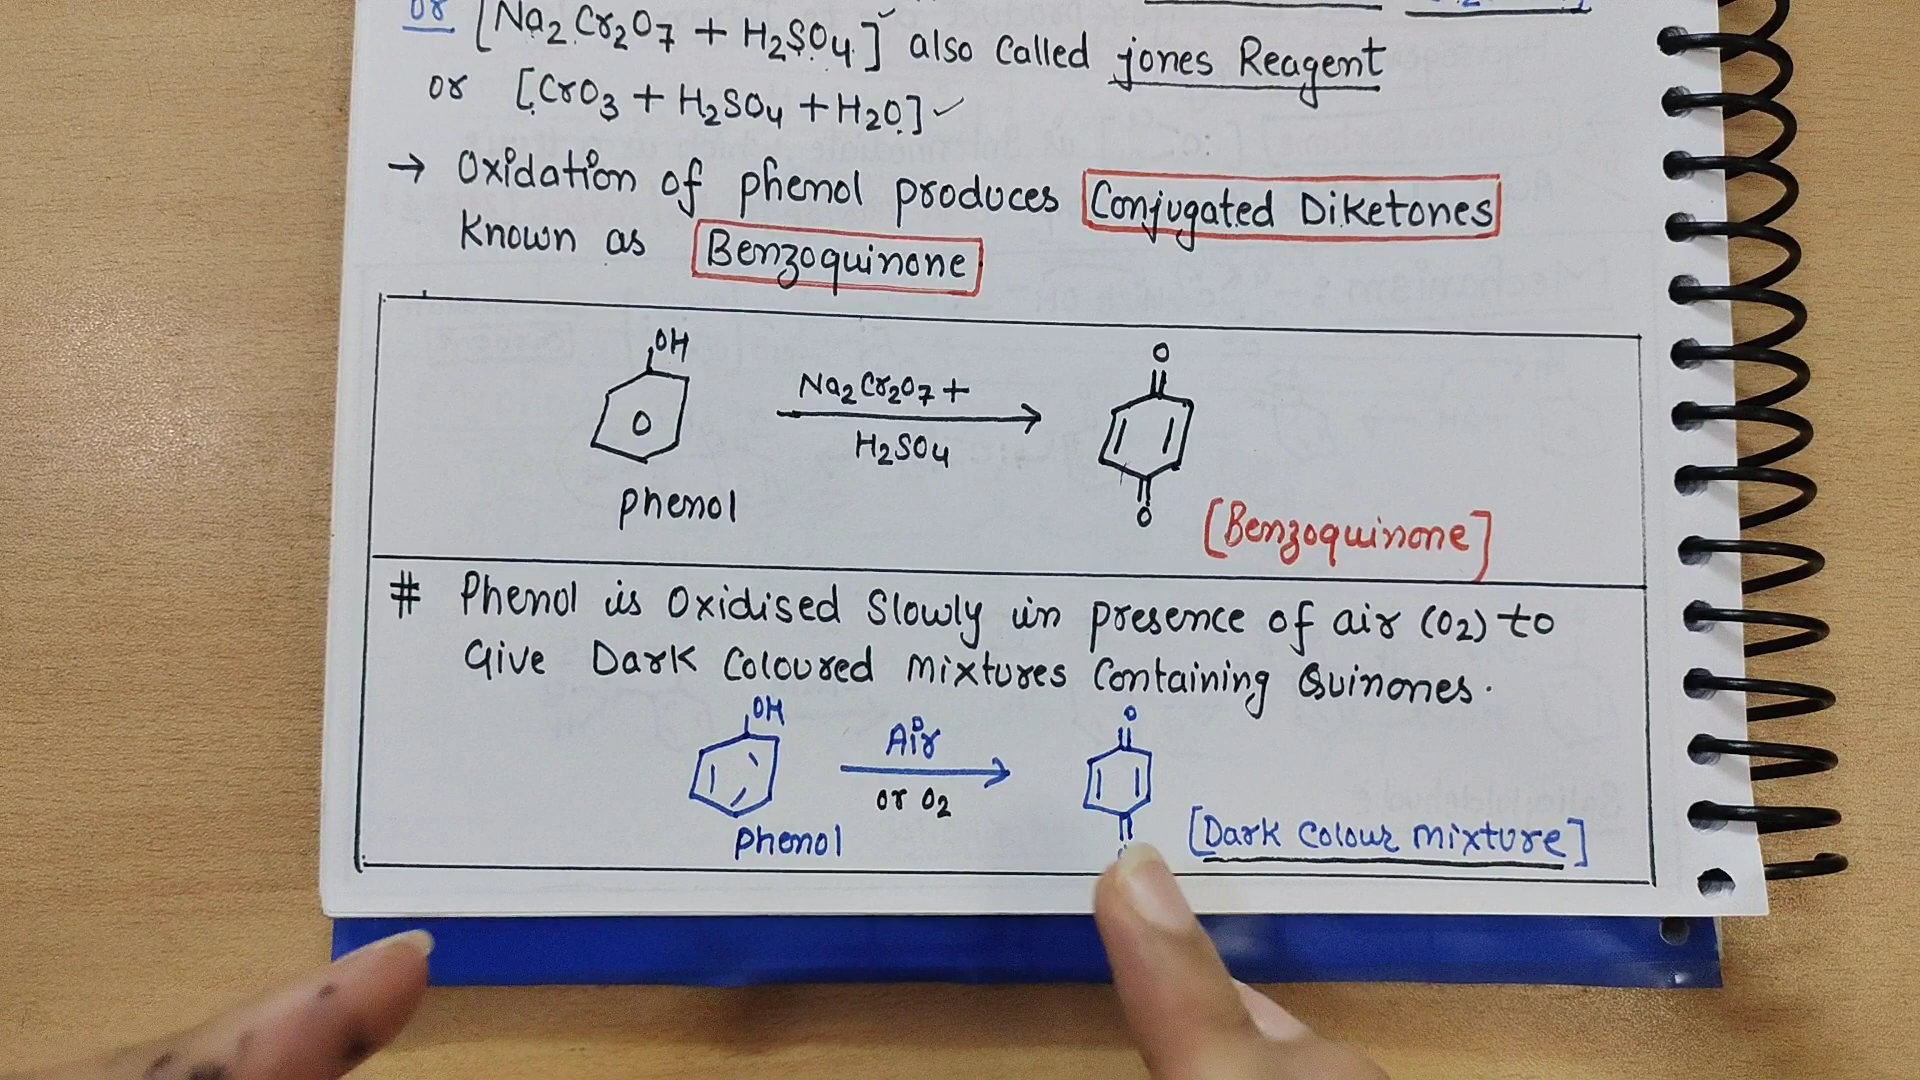 or [Na2Cr2O7 + H2SO4] also called jones Reagent
or [CrO3 + H2SO4 + H2O]
→ Oxidation of phenol produces Conjugated Diketones
Known as Benzoquinone
OH
Na2Cr2O7 +
H2SO4
phenol
O
O
[Benzoquinone]
# Phenol is Oxidised Slowly in presence of air (O2) to
Give Dark Coloured Mixtures Containing Quinones.
OH
Air
or O2
phenol
O
[Dark Colour mixture]